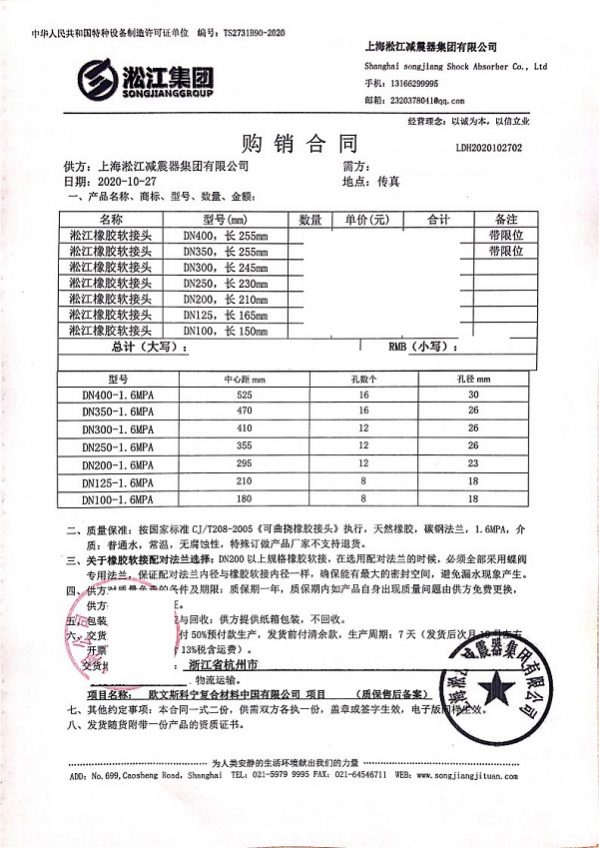 中华人民共和国特种设备制造许可证单位 编号：TS2731B90-2020
淞江集团
SONGJIANGGROUP
上海淞江减震器集团有限公司
Shanghai songjiang Shock Absorber Co., Ltd
手机：13166299995
邮箱：2320378041@qq.com
经营理念：以诚为本，以信立业
购销合同
LDH2020102702
供方：上海淞江减震器集团有限公司 需方：
日期：2020-10-27 地点：传真
一、产品名称、商标、型号、数量、金额：
名称 型号(mm) 数量 单价(元) 合计 备注
淞江橡胶软接头 DN400，长 255mm 带限位
淞江橡胶软接头 DN350，长 255mm 带限位
淞江橡胶软接头 DN300，长 245mm
淞江橡胶软接头 DN250，长 230mm
淞江橡胶软接头 DN200，长 210mm
淞江橡胶软接头 DN125，长 165mm
淞江橡胶软接头 DN100，长 150mm
总计（大写）： RMB（小写）：
型号 中心距 mm 孔数个 孔径 mm
DN400-1.6MPA 525 16 30
DN350-1.6MPA 470 16 26
DN300-1.6MPA 410 12 26
DN250-1.6MPA 355 12 26
DN200-1.6MPA 295 12 23
DN125-1.6MPA 210 8 18
DN100-1.6MPA 180 8 18
二、质量保准：按国家标准 CJ/T208-2005《可曲挠橡胶接头》执行，天然橡胶，碳钢法兰，1.6MPA，介
质：普通水，常温，无腐蚀性，特殊订做产品厂家不支持退货。
三、关于橡胶软接配对法兰选择：DN200 以上规格橡胶软接，在选用配对法兰的时候，必须全部采用蝶阀
专用法兰，保证配对法兰内径与橡胶软接内径一样，确保能有最大的密封空间，避免漏水现象产生。
四、供方对质量负责的条件及期限：质保期一年，质保期内如产品自身出现质量问题由供方免费更换，
供方 证。
五、包装 与回收：供方提供纸箱包装，不回收。
六、交货 付 50%预付款生产，发货前付清余款，生产周期：7 天（发货后次月 号左右
开票 13%税含运费）。
交货 ：浙江省杭州市
，物流运输。
项目名称： 欧文斯科宁复合材料中国有限公司 项目 （质保售后备案）
七、其他约定事项：本合同一式二份，供需双方各执一份，盖章或签字生效，电子版同样生效。
八、发货随货附带一份产品的资质证书。
上海淞江减震器集团有限公司
为人类安静的生活环境献出我们的力量
ADD: No.699,Caosheng Road, Shanghai TEL: 021-5979 9995 FAX: 021-64546711 WEB: www.songjiangjituan.com